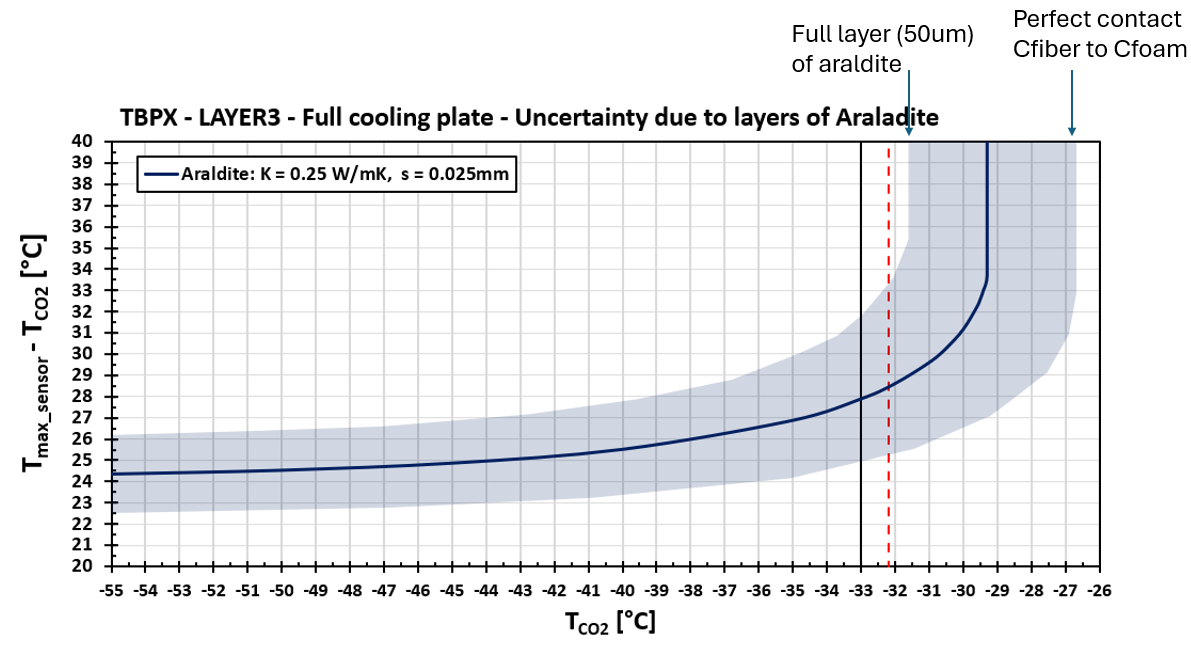 Full layer (50um)
of araldite
Perfect contact
Cfiber to Cfoam
TBPX - LAYER3 - Full cooling plate - Uncertainty due to layers of Araladite
Araldite: K = 0.25 W/mK, s = 0.025mm
Tmax_sensor - TCO2 [°C]
40
39
38
37
36
35
34
33
32
31
30
29
28
27
26
25
24
23
22
21
20
-55 -54 -53 -52 -51 -50 -49 -48 -47 -46 -45 -44 -43 -42 -41 -40 -39 -38 -37 -36 -35 -34 -33 -32 -31 -30 -29 -28 -27 -26
TCO2 [°C]